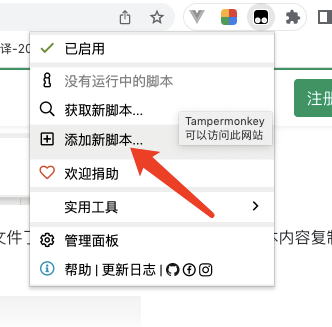 译-20
已启用
没有运行中的脚本
注册
获取新脚本...
Tampermonkey
可以访问此网站
添加新脚本...
欢迎捐助
实用工具
文件了
本内容复制
管理面板
帮助 | 更新日志 |